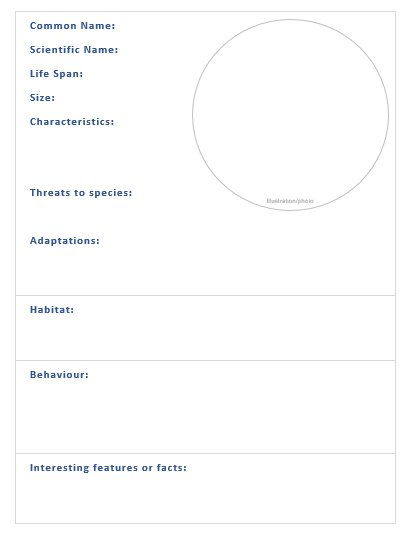 Common Name:
Scientific Name:
Life Span:
Size:
Characteristics:
Threats to species:
Illustration/photo
Adaptations:
Habitat:
Behaviour:
Interesting features or facts: